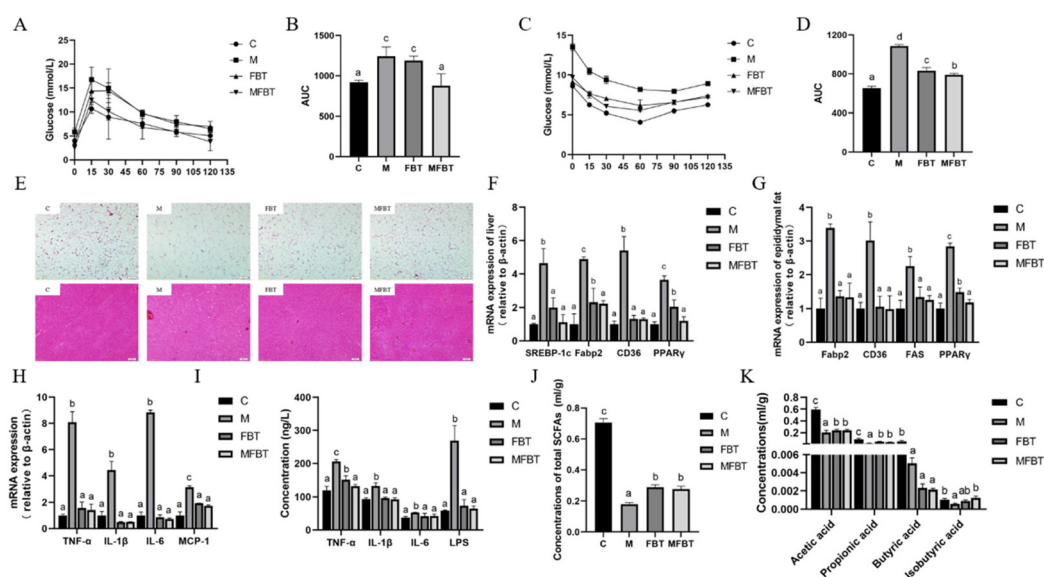 A
Glucose (mmol/L)
25
20
15
10
5
0
0 15 30 45 60 75 90 105 120 135
C
M
FBT
MFBT
B
AUC
1500
1000
500
0
a c c a
C M FBT MFBT
C
Glucose (mmol/L)
15
10
5
0
0 15 30 45 60 75 90 105 120 135
C
M
FBT
MFBT
D
AUC
1200
800
400
0
a d c b
C M FBT MFBT
E
C M FBT MFBT
C M FBT MFBT
F
mRNA expression of liver
( relative to β-actin)
8
6
4
2
0
a b a a a c b a a b a a a c b a
SREBP-1c Fabp2 CD36 PPARγ
C
M
FBT
MFBT
G
mRNA expression of epididymal fat
( relative to β-actin)
4
3
2
1
0
a b a a a b a a a b a a a c b a
Fabp2 CD36 FAS PPARγ
C
M
FBT
MFBT
H
mRNA expression
( relative to β-actin)
10
8
6
4
2
0
a b a a a b a a a b a a a c a a
TNF-α IL-1β IL-6 MCP-1
C
M
FBT
MFBT
I
Concentration (ng/L)
400
300
200
100
0
a c b a a b a a a b a a a b a a
TNF-α IL-1β IL-6 LPS
C
M
FBT
MFBT
J
Concentrations of total SCFAs (ml/g)
0.8
0.6
0.4
0.2
0.0
c a b b
C M FBT MFBT
C
M
FBT
MFBT
K
Concentrations(ml/g)
0.6
0.4
0.2
0.006
0.004
0.002
0.000
c a b b c a b b a b a a b a ab b
Acetic acid
Propionic acid
Butyric acid
Isobutyric acid
C
M
FBT
MFBT